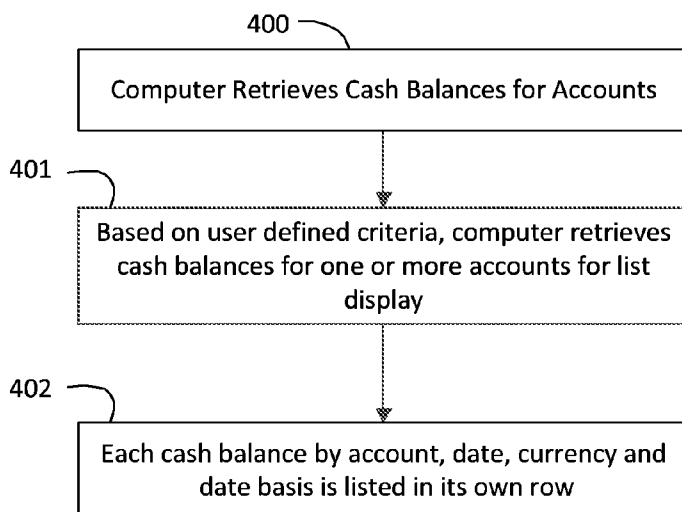 400
Computer Retrieves Cash Balances for Accounts
401
Based on user defined criteria, computer retrieves
cash balances for one or more accounts for list
display
402
Each cash balance by account, date, currency and
date basis is listed in its own row